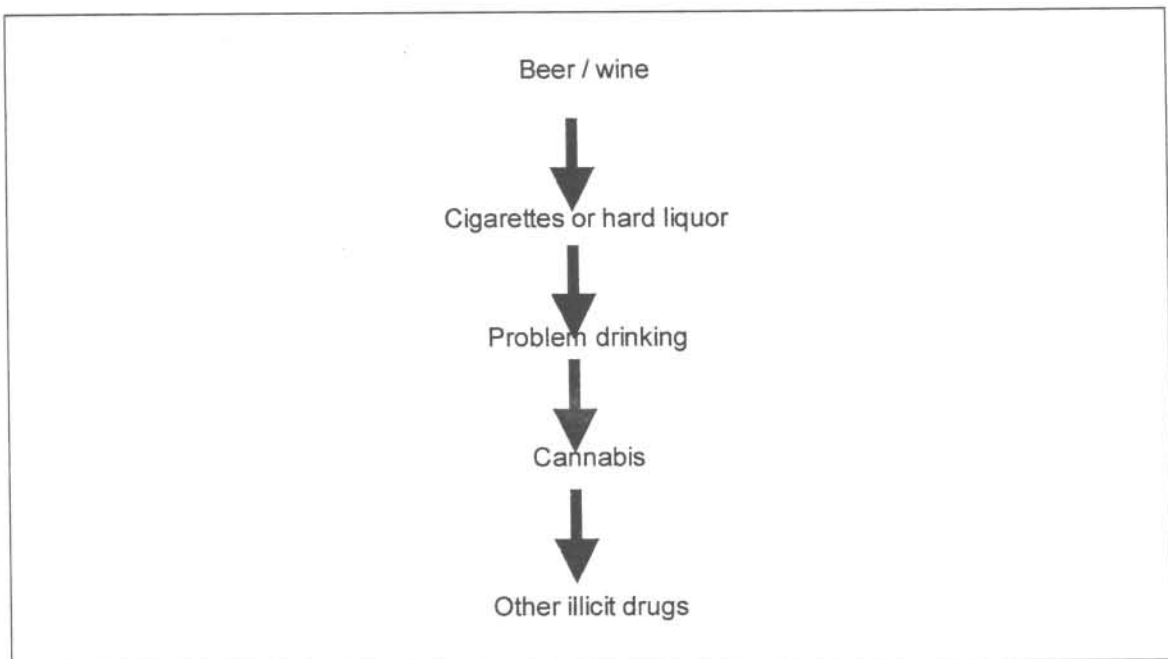 Beer / wine
Cigarettes or hard liquor
Problem drinking
Cannabis
Other illicit drugs